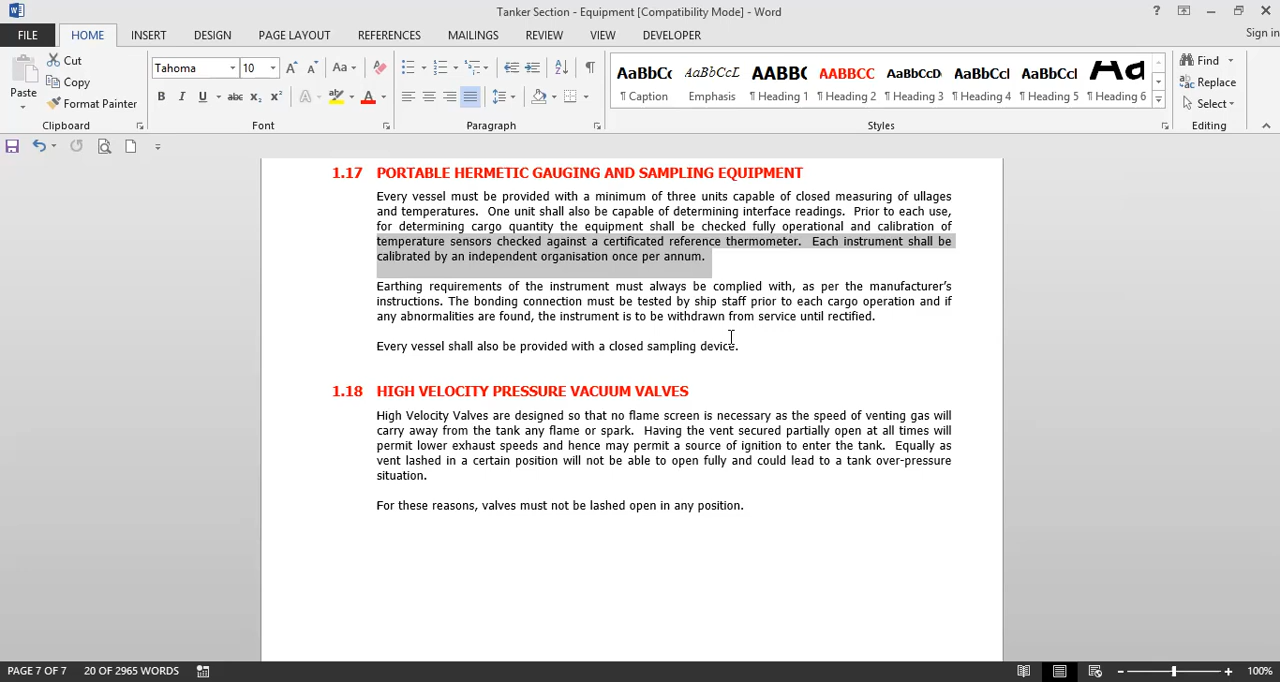 Tanker Section - Equipment [Compatibility Mode] - Word
?
Sign in
FILE HOME INSERT DESIGN PAGE LAYOUT REFERENCES MAILINGS REVIEW VIEW DEVELOPER
Paste
Cut
Copy
Format Painter
Clipboard
Tahoma 10
Aa
B I U abc X₂ X² A A
Font
Paragraph
AaBbCc AaBbCcL AABBC AABBCC AaBbCcD AaBbCcl AaBbCcl AaBb
¶ Caption Emphasis ¶ Heading 1 ¶ Heading 2 ¶ Heading 3 ¶ Heading 4 ¶ Heading 5 ¶ Heading 6
Styles
Find
Replace
Select
Editing
1.17 PORTABLE HERMETIC GAUGING AND SAMPLING EQUIPMENT
Every vessel must be provided with a minimum of three units capable of closed measuring of ullages
and temperatures. One unit shall also be capable of determining interface readings. Prior to each use,
for determining cargo quantity the equipment shall be checked fully operational and calibration of
temperature sensors checked against a certificated reference thermometer. Each instrument shall be
calibrated by an independent organisation once per annum.
Earthing requirements of the instrument must always be complied with, as per the manufacturer's
instructions. The bonding connection must be tested by ship staff prior to each cargo operation and if
any abnormalities are found, the instrument is to be withdrawn from service until rectified.
Every vessel shall also be provided with a closed sampling device.
1.18 HIGH VELOCITY PRESSURE VACUUM VALVES
High Velocity Valves are designed so that no flame screen is necessary as the speed of venting gas will
carry away from the tank any flame or spark. Having the vent secured partially open at all times will
permit lower exhaust speeds and hence may permit a source of ignition to enter the tank. Equally as
vent lashed in a certain position will not be able to open fully and could lead to a tank over-pressure
situation.
For these reasons, valves must not be lashed open in any position.
PAGE 7 OF 7 20 OF 2965 WORDS
100%